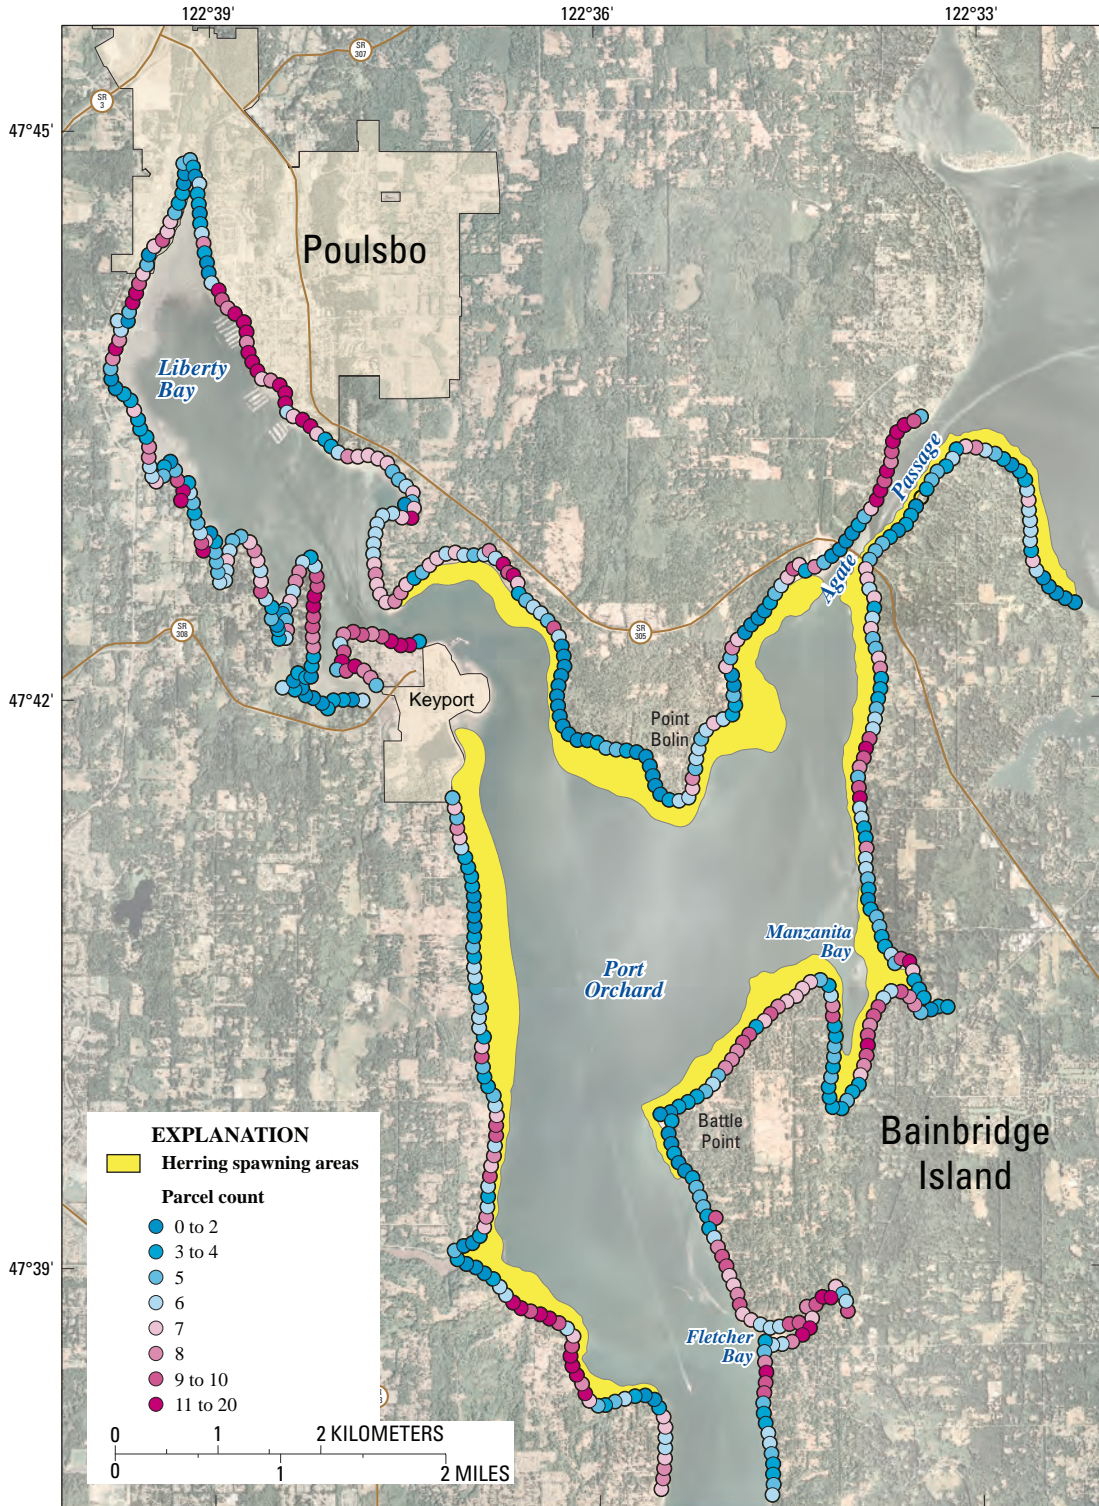 122°39'
122°36'
122°33'
SR
307
SR
3
47°45'
Poulsbo
Liberty
Bay
Agate Passage
SR
308
SR
305
47°42'
Keyport
Point
Bolin
Manzanita
Bay
Port
Orchard
Battle
Point
Bainbridge
Island
EXPLANATION
Herring spawning areas
Parcel count
0 to 2
3 to 4
5
6
7
8
9 to 10
11 to 20
47°39'
Fletcher
Bay
0 1 2 KILOMETERS
0 1 2 MILES